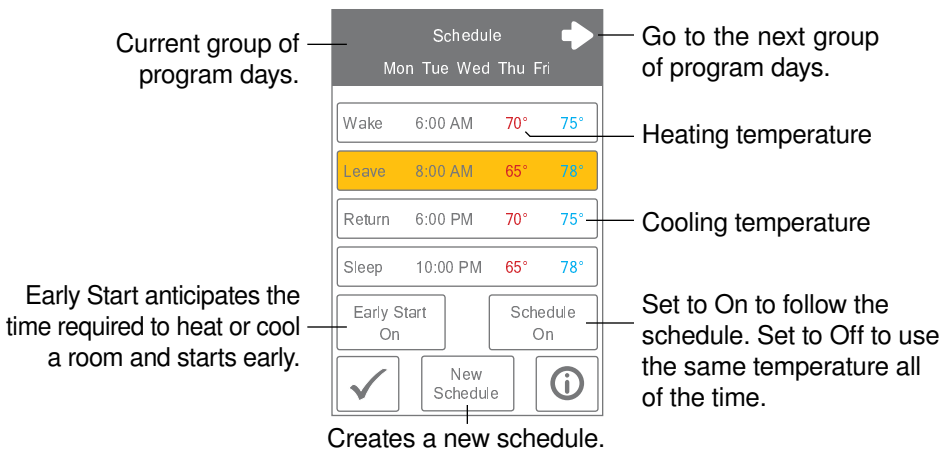 Current group of
program days.
Schedule
Mon Tue Wed Thu Fri
Go to the next group
of program days.
Wake 6:00 AM 70° 75°
Heating temperature
Leave 8:00 AM 65° 78°
Return 6:00 PM 70° 75°
Cooling temperature
Sleep 10:00 PM 65° 78°
Early Start anticipates the
time required to heat or cool
a room and starts early.
Early Start
On
Schedule
On
Set to On to follow the
schedule. Set to Off to use
the same temperature all
of the time.
New
Schedule
Creates a new schedule.